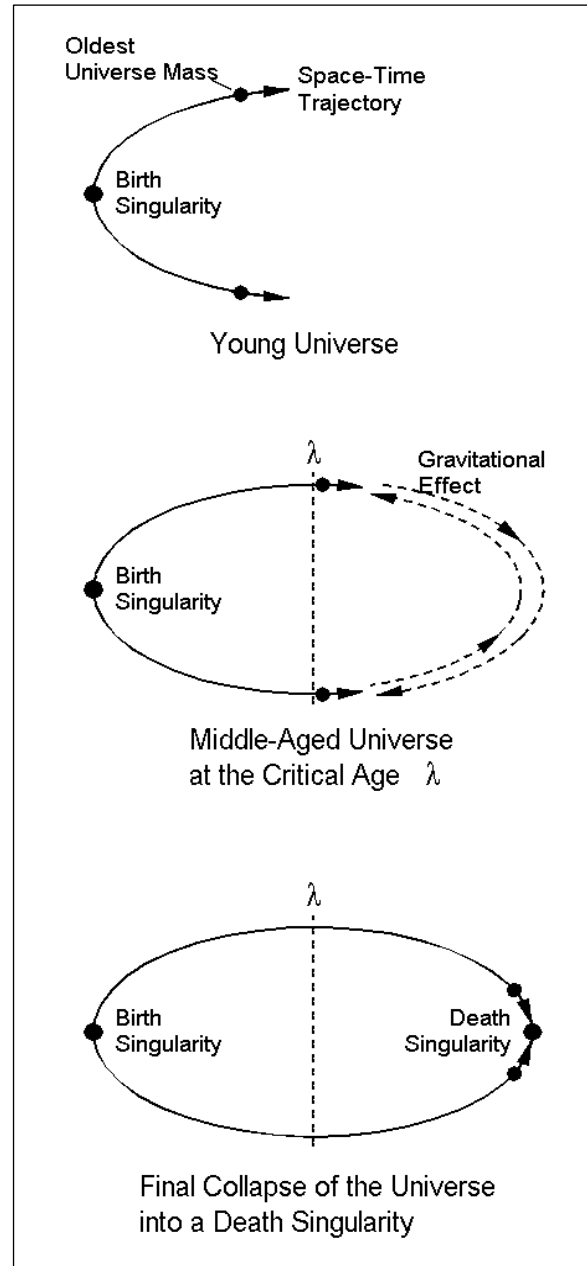 Oldest
Universe Mass
Space-Time
Trajectory
Birth
Singularity
Young Universe
λ
Gravitational
Effect
Birth
Singularity
Middle-Aged Universe
at the Critical Age λ
λ
Birth
Singularity
Death
Singularity
Final Collapse of the Universe
into a Death Singularity